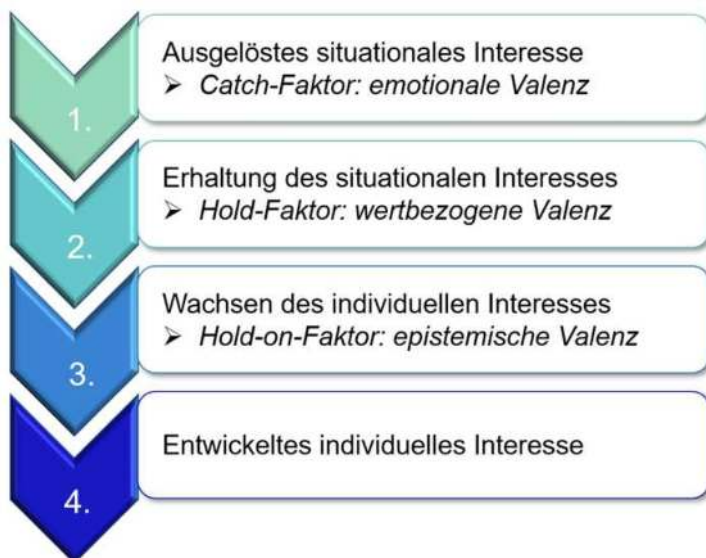 1.
Ausgelöstes situationales Interesse
➢ Catch-Faktor: emotionale Valenz
2.
Erhaltung des situationalen Interesses
➢ Hold-Faktor: wertbezogene Valenz
3.
Wachsen des individuellen Interesses
➢ Hold-on-Faktor: epistemische Valenz
4.
Entwickeltes individuelles Interesse